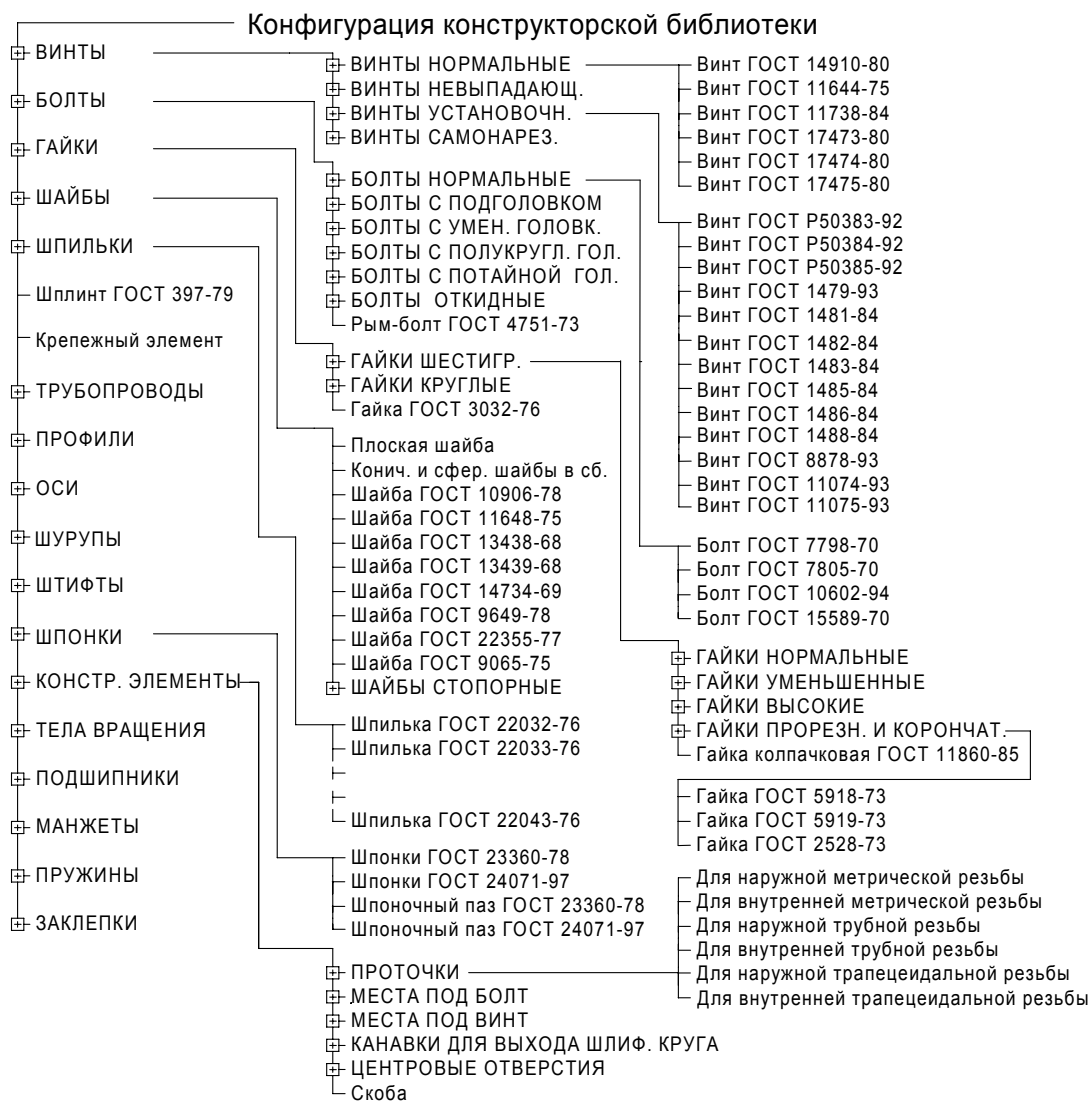 Конфигурация конструкторской библиотеки
ВИНТЫ
БОЛТЫ
ГАЙКИ
ШАЙБЫ
ШПИЛЬКИ
Шплинт ГОСТ 397-79
Крепежный элемент
ТРУБОПРОВОДЫ
ПРОФИЛИ
ОСИ
ШУРУПЫ
ШТИФТЫ
ШПОНКИ
КОНСТР. ЭЛЕМЕНТЫ
ТЕЛА ВРАЩЕНИЯ
ПОДШИПНИКИ
МАНЖЕТЫ
ПРУЖИНЫ
ЗАКЛЕПКИ
ВИНТЫ НОРМАЛЬНЫЕ
ВИНТЫ НЕВЫПАДАЮЩ.
ВИНТЫ УСТАНОВОЧН.
ВИНТЫ САМОНАРЕЗ.
БОЛТЫ НОРМАЛЬНЫЕ
БОЛТЫ С ПОДГОЛОВКОМ
БОЛТЫ С УМЕН. ГОЛОВК.
БОЛТЫ С ПОЛУКРУГЛ. ГОЛ.
БОЛТЫ С ПОТАЙНОЙ ГОЛ.
БОЛТЫ ОТКИДНЫЕ
Рым-болт ГОСТ 4751-73
ГАЙКИ ШЕСТИГР.
ГАЙКИ КРУГЛЫЕ
Гайка ГОСТ 3032-76
Плоская шайба
Конич. и сфер. шайбы в сб.
Шайба ГОСТ 10906-78
Шайба ГОСТ 11648-75
Шайба ГОСТ 13438-68
Шайба ГОСТ 13439-68
Шайба ГОСТ 14734-69
Шайба ГОСТ 9649-78
Шайба ГОСТ 22355-77
Шайба ГОСТ 9065-75
ШАЙБЫ СТОПОРНЫЕ
Шпилька ГОСТ 22032-76
Шпилька ГОСТ 22033-76
Шпилька ГОСТ 22043-76
Шпонки ГОСТ 23360-78
Шпонки ГОСТ 24071-97
Шпоночный паз ГОСТ 23360-78
Шпоночный паз ГОСТ 24071-97
ПРОТОЧКИ
МЕСТА ПОД БОЛТ
МЕСТА ПОД ВИНТ
КАНАВКИ ДЛЯ ВЫХОДА ШЛИФ. КРУГА
ЦЕНТРОВЫЕ ОТВЕРСТИЯ
Скоба
Винт ГОСТ 14910-80
Винт ГОСТ 11644-75
Винт ГОСТ 11738-84
Винт ГОСТ 17473-80
Винт ГОСТ 17474-80
Винт ГОСТ 17475-80
Винт ГОСТ Р50383-92
Винт ГОСТ Р50384-92
Винт ГОСТ Р50385-92
Винт ГОСТ 1479-93
Винт ГОСТ 1481-84
Винт ГОСТ 1482-84
Винт ГОСТ 1483-84
Винт ГОСТ 1485-84
Винт ГОСТ 1486-84
Винт ГОСТ 1488-84
Винт ГОСТ 8878-93
Винт ГОСТ 11074-93
Винт ГОСТ 11075-93
Болт ГОСТ 7798-70
Болт ГОСТ 7805-70
Болт ГОСТ 10602-94
Болт ГОСТ 15589-70
ГАЙКИ НОРМАЛЬНЫЕ
ГАЙКИ УМЕНЬШЕННЫЕ
ГАЙКИ ВЫСОКИЕ
ГАЙКИ ПРОРЕЗН. И КОРОНЧАТ.
Гайка колпачковая ГОСТ 11860-85
Гайка ГОСТ 5918-73
Гайка ГОСТ 5919-73
Гайка ГОСТ 2528-73
Для наружной метрической резьбы
Для внутренней метрической резьбы
Для наружной трубной резьбы
Для внутренней трубной резьбы
Для наружной трапецеидальной резьбы
Для внутренней трапецеидальной резьбы